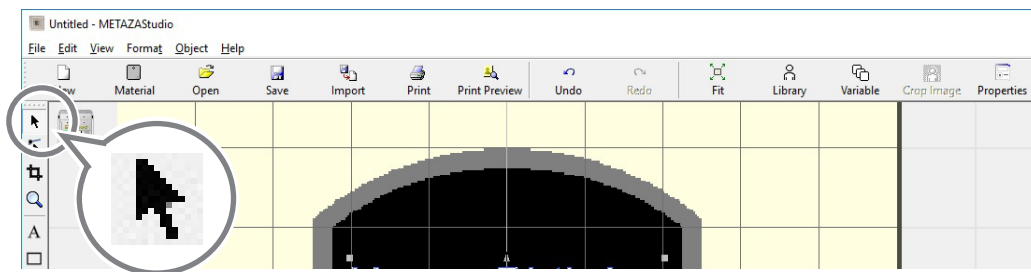 Untitled - METAZAStudio
File Edit View Format Object Help
Material Open Save Import Print Print Preview Undo Redo Fit Library Variable Crop Image Properties
A